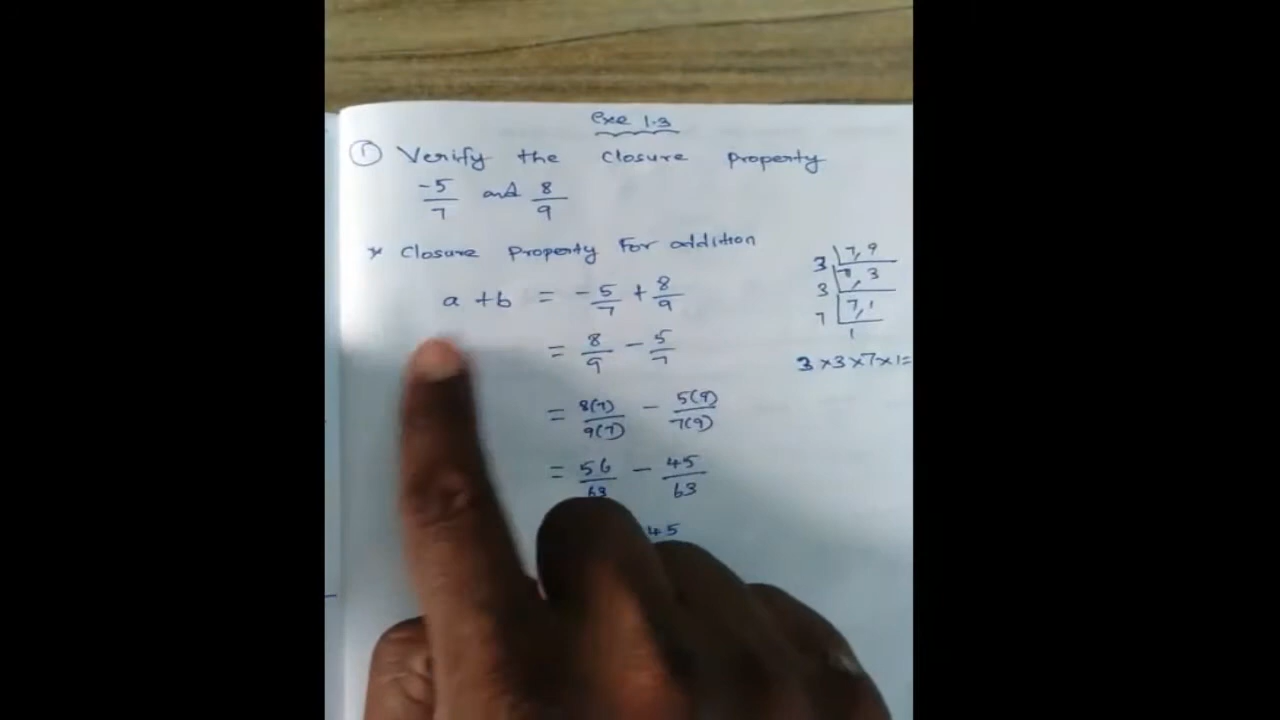 Exe 1.3
① Verify the closure property
-5/7 and 8/9
* Closure Property For addition
a + b = -5/7 + 8/9
= 8/9 - 5/7
= 8(7)/9(7) - 5(9)/7(9)
= 56/63 - 45/63
45
3 | 7, 9
3 | 7, 3
7 | 7, 1
1
3×3×7×1=